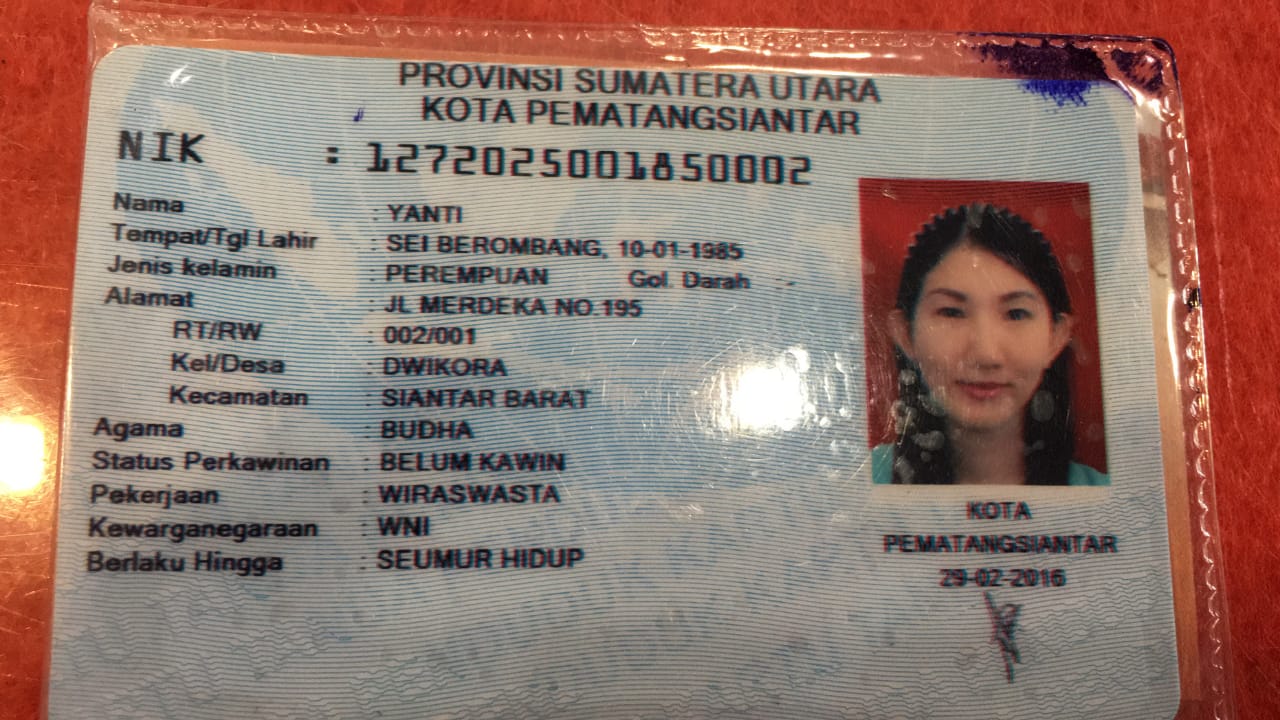 PROVINSI SUMATERA UTARA
KOTA PEMATANGSIANTAR
NIK : 1272025001850002
Nama : YANTI
Tempat/Tgl Lahir : SEI BEROMBANG, 10-01-1985
Jenis kelamin : PEREMPUAN Gol. Darah : -
Alamat : JL MERDEKA NO.195
RT/RW : 002/001
Kel/Desa : DWIKORA
Kecamatan : SIANTAR BARAT
Agama : BUDHA
Status Perkawinan : BELUM KAWIN
Pekerjaan : WIRASWASTA
Kewarganegaraan : WNI
Berlaku Hingga : SEUMUR HIDUP
KOTA
PEMATANGSIANTAR
29-02-2016